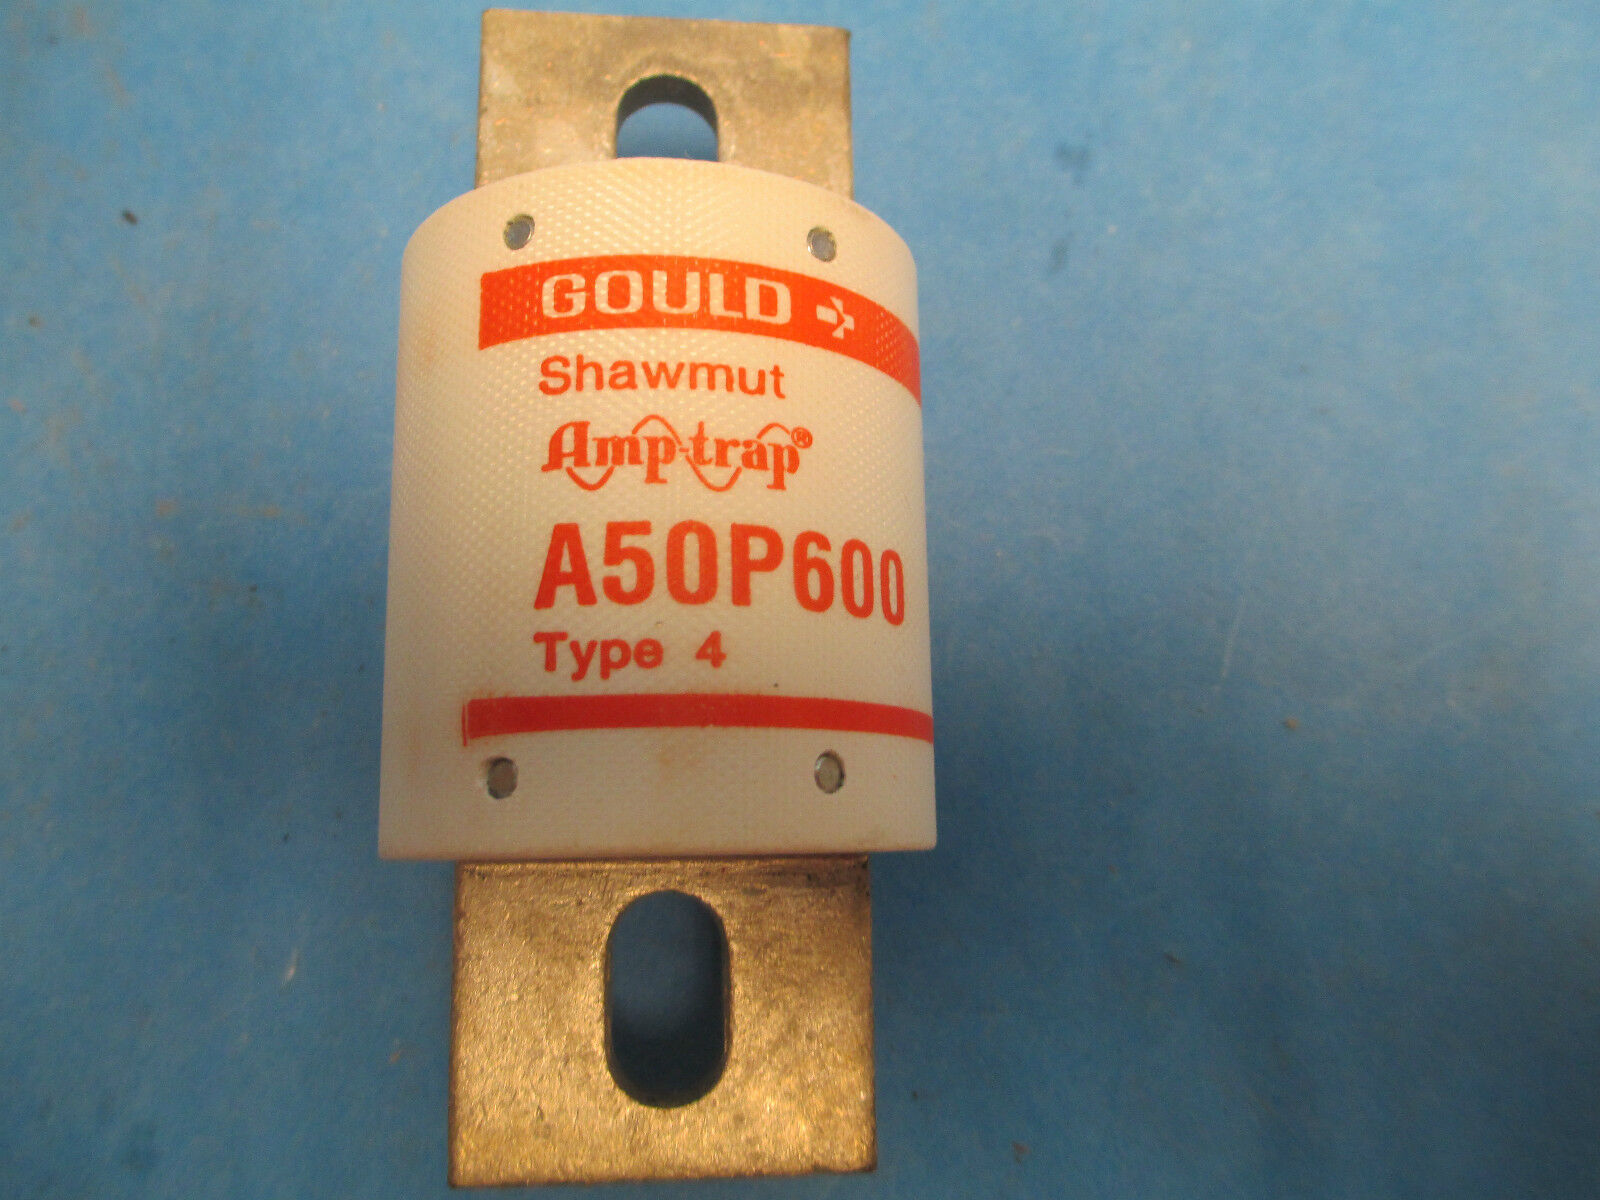 GOULD
Shawmut
Amp-trap®
A50P600
Type 4